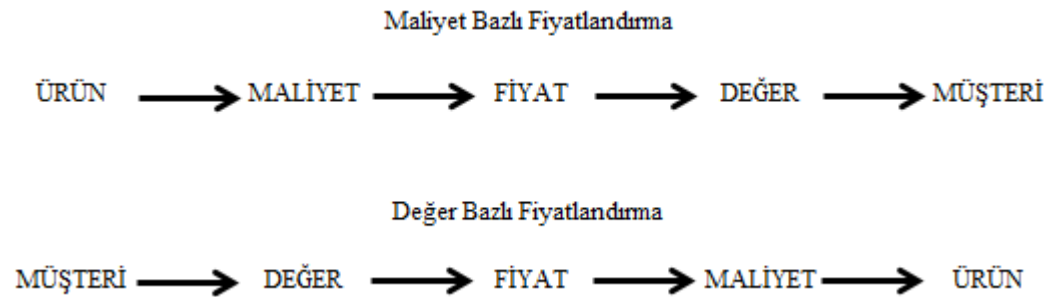 Maliyet Bazlı Fiyatlandırma
ÜRÜN MALİYET FİYAT DEĞER MÜŞTERİ
Değer Bazlı Fiyatlandırma
MÜŞTERİ DEĞER FİYAT MALİYET ÜRÜN